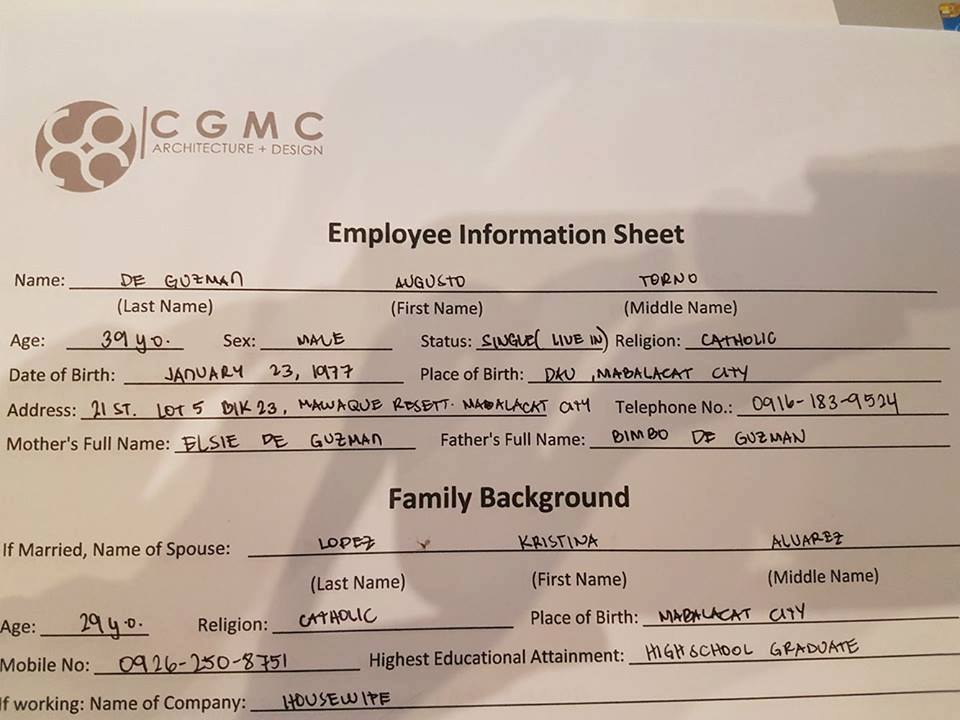 CGMC
ARCHITECTURE + DESIGN
Employee Information Sheet
Name: DE GUZMAN AUGUSTO TORNO
(Last Name) (First Name) (Middle Name)
Age: 39 y.o. Sex: MALE Status: SINGLE( LIVE IN) Religion: CATHOLIC
Date of Birth: JANUARY 23, 1977 Place of Birth: DAU, MABALACAT CITY
Address: 21 ST. LOT 5 BLK 23, MAWAQUE RESETT. MABALACAT CITY Telephone No.: 0916-183-9524
Mother's Full Name: ELSIE DE GUZMAN Father's Full Name: BIMBO DE GUZMAN
Family Background
If Married, Name of Spouse: LOPEZ KRISTINA ALVAREZ
(Last Name) (First Name) (Middle Name)
Age: 29 y.o. Religion: CATHOLIC Place of Birth: MABALACAT CITY
Mobile No: 0926-250-8751 Highest Educational Attainment: HIGH SCHOOL GRADUATE
If working: Name of Company: HOUSEWIFE